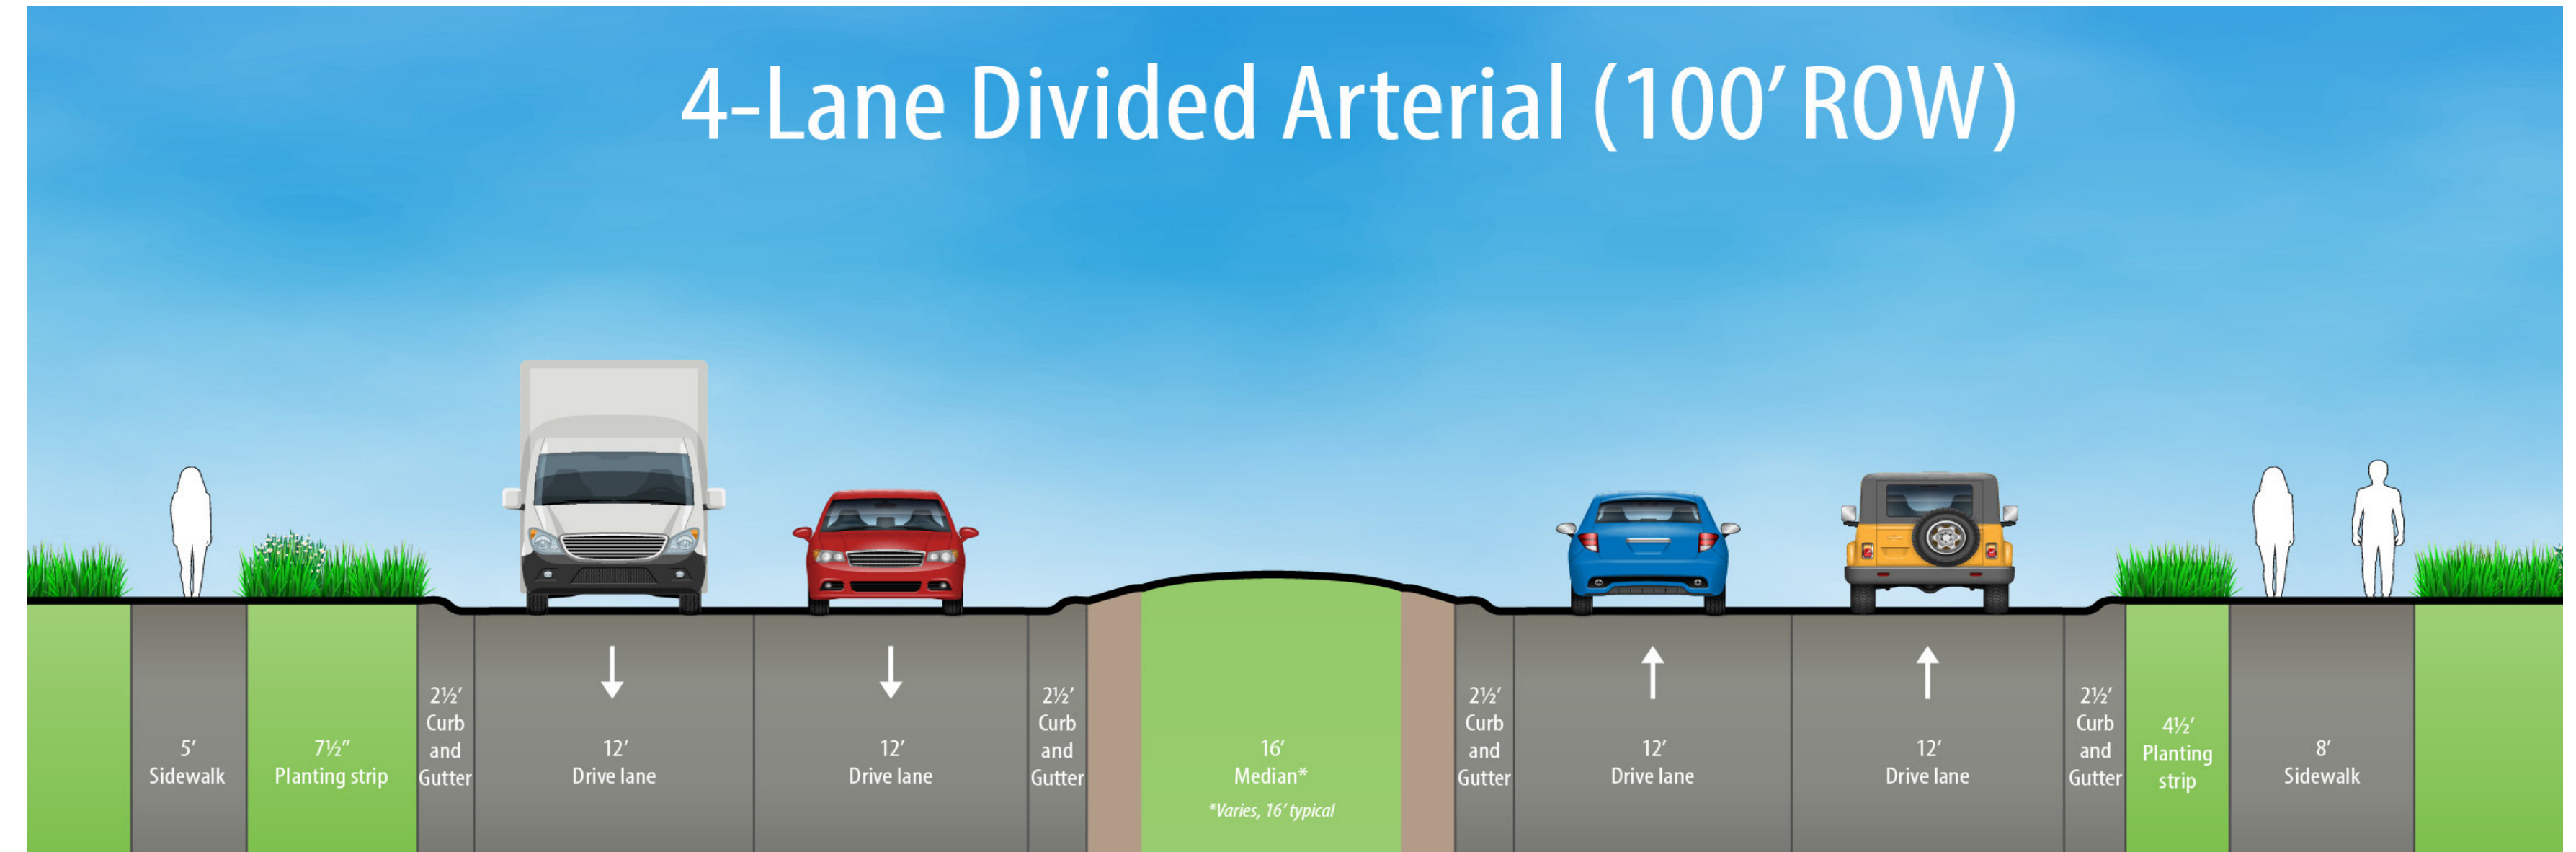 4-Lane Divided Arterial (100′ ROW)
5′
Sidewalk
7½″
Planting strip
2½′
Curb
and
Gutter
12′
Drive lane
12′
Drive lane
2½′
Curb
and
Gutter
16′
Median*
*Varies, 16′ typical
2½′
Curb
and
Gutter
12′
Drive lane
12′
Drive lane
2½′
Curb
and
Gutter
4½′
Planting
strip
8′
Sidewalk